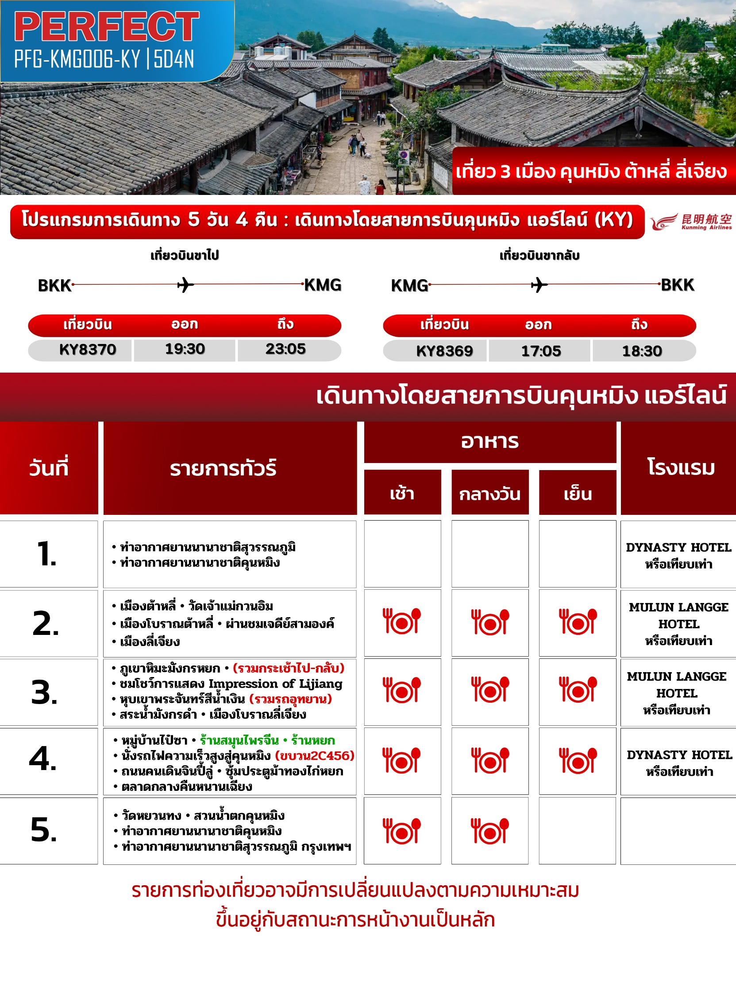 PERFECT
PFG-KMG006-KY | 5D4N
เที่ยว 3 เมือง คุนหมิง ต้าหลี่ ลี่เจียง
โปรแกรมการเดินทาง 5 วัน 4 คืน : เดินทางโดยสายการบินคุนหมิง แอร์ไลน์ (KY)
昆明航空
Kunming Airlines
เที่ยวบินขาไป
BKK KMG
เที่ยวบิน ออก ถึง
KY8370 19:30 23:05
เที่ยวบินขากลับ
KMG BKK
เที่ยวบิน ออก ถึง
KY8369 17:05 18:30
เดินทางโดยสายการบินคุนหมิง แอร์ไลน์
วันที่ รายการทัวร์ อาหาร โรงแรม
เช้า กลางวัน เย็น
1.
• ท่าอากาศยานนานาชาติสุวรรณภูมิ
• ท่าอากาศยานนานาชาติคุนหมิง
DYNASTY HOTEL
หรือเทียบเท่า
2.
• เมืองต้าหลี่ • วัดเจ้าแม่กวนอิม
• เมืองโบราณต้าหลี่ • ผ่านชมเจดีย์สามองค์
• เมืองลี่เจียง
MULUN LANGGE
HOTEL
หรือเทียบเท่า
3.
• ภูเขาหิมะมังกรหยก • (รวมกระเช้าไป-กลับ)
• ชมโชว์การแสดง Impression of Lijiang
• หุบเขาพระจันทร์สีน้ำเงิน (รวมรถอุทยาน)
• สระน้ำมังกรดำ • เมืองโบราณลี่เจียง
MULUN LANGGE
HOTEL
หรือเทียบเท่า
4.
• หมู่บ้านไป๋ซา • ร้านสมุนไพรจีน • ร้านหยก
• นั่งรถไฟความเร็วสูงสู่คุนหมิง (ขบวน2C456)
• ถนนคนเดินจินปี้ลู่ • ซุ้มประตูม้าทองไก่หยก
• ตลาดกลางคืนหนานเฉียง
DYNASTY HOTEL
หรือเทียบเท่า
5.
• วัดหยวนทง • สวนน้ำตกคุนหมิง
• ท่าอากาศยานนานาชาติคุนหมิง
• ท่าอากาศยานนานาชาติสุวรรณภูมิ กรุงเทพฯ
รายการท่องเที่ยวอาจมีการเปลี่ยนแปลงตามความเหมาะสม
ขึ้นอยู่กับสถานะการหน้างานเป็นหลัก